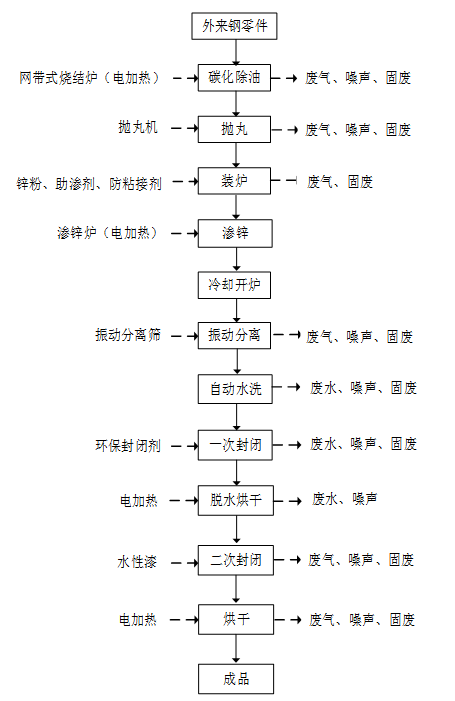 外来钢零件
网带式烧结炉（电加热） 碳化除油 废气、噪声、固废
抛丸机 抛丸 废气、噪声、固废
锌粉、助渗剂、防粘接剂 装炉 废气、固废
渗锌炉（电加热） 渗锌
冷却开炉
振动分离筛 振动分离 废气、噪声、固废
自动水洗 废水、噪声、固废
环保封闭剂 一次封闭 废水、噪声、固废
电加热 脱水烘干 废水、噪声
水性漆 二次封闭 废气、噪声、固废
电加热 烘干 废气、噪声、固废
成品